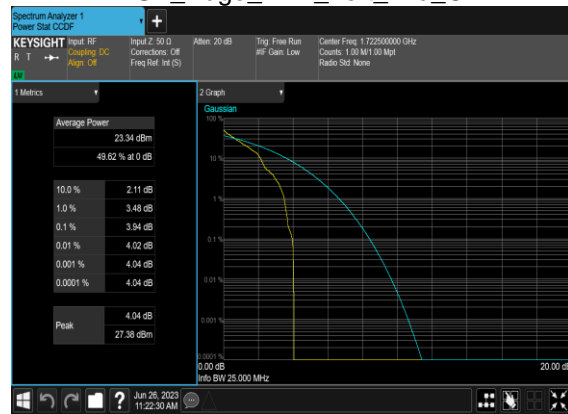 Spectrum Analyzer 1
Power Stat CCDF
+
KEYSIGHT
R T
LW
Input: RF
Coupling: DC
Align: Off
Input Z: 50 Ω
Corrections: Off
Freq Ref: Int (S)
Atten: 20 dB
Trig: Free Run
#IF Gain: Low
Center Freq: 1.722500000 GHz
Counts: 1.00 M/1.00 Mpt
Radio Std: None
1 Metrics
Average Power
23.34 dBm
49.62 % at 0 dB
10.0 % 2.11 dB
1.0 % 3.48 dB
0.1 % 3.94 dB
0.01 % 4.02 dB
0.001 % 4.04 dB
0.0001 % 4.04 dB
Peak
4.04 dB
27.38 dBm
2 Graph
Gaussian
100 %
10 %
1 %
0.1 %
0.01 %
0.001 %
0.0001 %
0.00 dB
20.00 dB
Info BW 25.000 MHz
?
Jun 26, 2023
11:22:30 AM